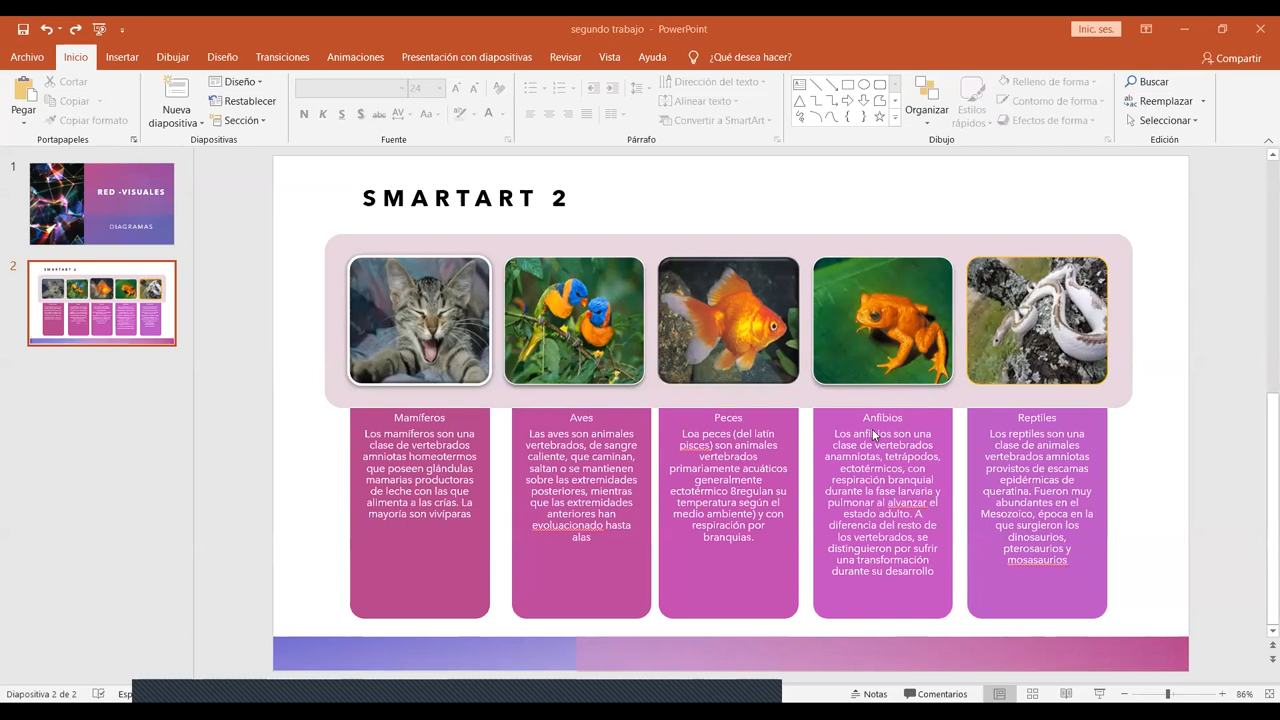 segundo trabajo - PowerPoint
Inic. ses.
Archivo Inicio Insertar Dibujar Diseño Transiciones Animaciones Presentación con diapositivas Revisar Vista Ayuda ¿Qué desea hacer? Compartir
Pegar
Cortar
Copiar
Copiar formato
Portapapeles
Nueva diapositiva
Diseño
Restablecer
Sección
Diapositivas
24
N K S S abc AV Aa A
Fuente
Dirección del texto
Alinear texto
Convertir a SmartArt
Párrafo
Organizar
Estilos rápidos
Relleno de forma
Contorno de forma
Efectos de forma
Dibujo
Buscar
Reemplazar
Seleccionar
Edición
1
RED -VISUALES
DIAGRAMAS
2
SMARTART 2
SMARTART 2
Mamíferos
Los mamíferos son una
clase de vertebrados
amniotas homeotermos
que poseen glándulas
mamarias productoras
de leche con las que
alimenta a las crías. La
mayoría son vivíparas
Aves
Las aves son animales
vertebrados, de sangre
caliente, que caminan,
saltan o se mantienen
sobre las extremidades
posteriores, mientras
que las extremidades
anteriores han
evoluacionado hasta
alas
Peces
Loa peces (del latín
pisces) son animales
vertebrados
primariamente acuáticos
generalmente
ectotérmico 8regulan su
temperatura según el
medio ambiente) y con
respiración por
branquias.
Anfibios
Los anfibios son una
clase de vertebrados
anamniotas, tetrápodos,
ectotérmicos, con
respiración branquial
durante la fase larvaria y
pulmonar al alvanzar el
estado adulto. A
diferencia del resto de
los vertebrados, se
distinguieron por sufrir
una transformación
durante su desarrollo
Reptiles
Los reptiles son una
clase de animales
vertebrados amniotas
provistos de escamas
epidérmicas de
queratina. Fueron muy
abundantes en el
Mesozoico, época en la
que surgieron los
dinosaurios,
pterosaurios y
mosasaurios
Diapositiva 2 de 2 Esp Notas Comentarios 86%